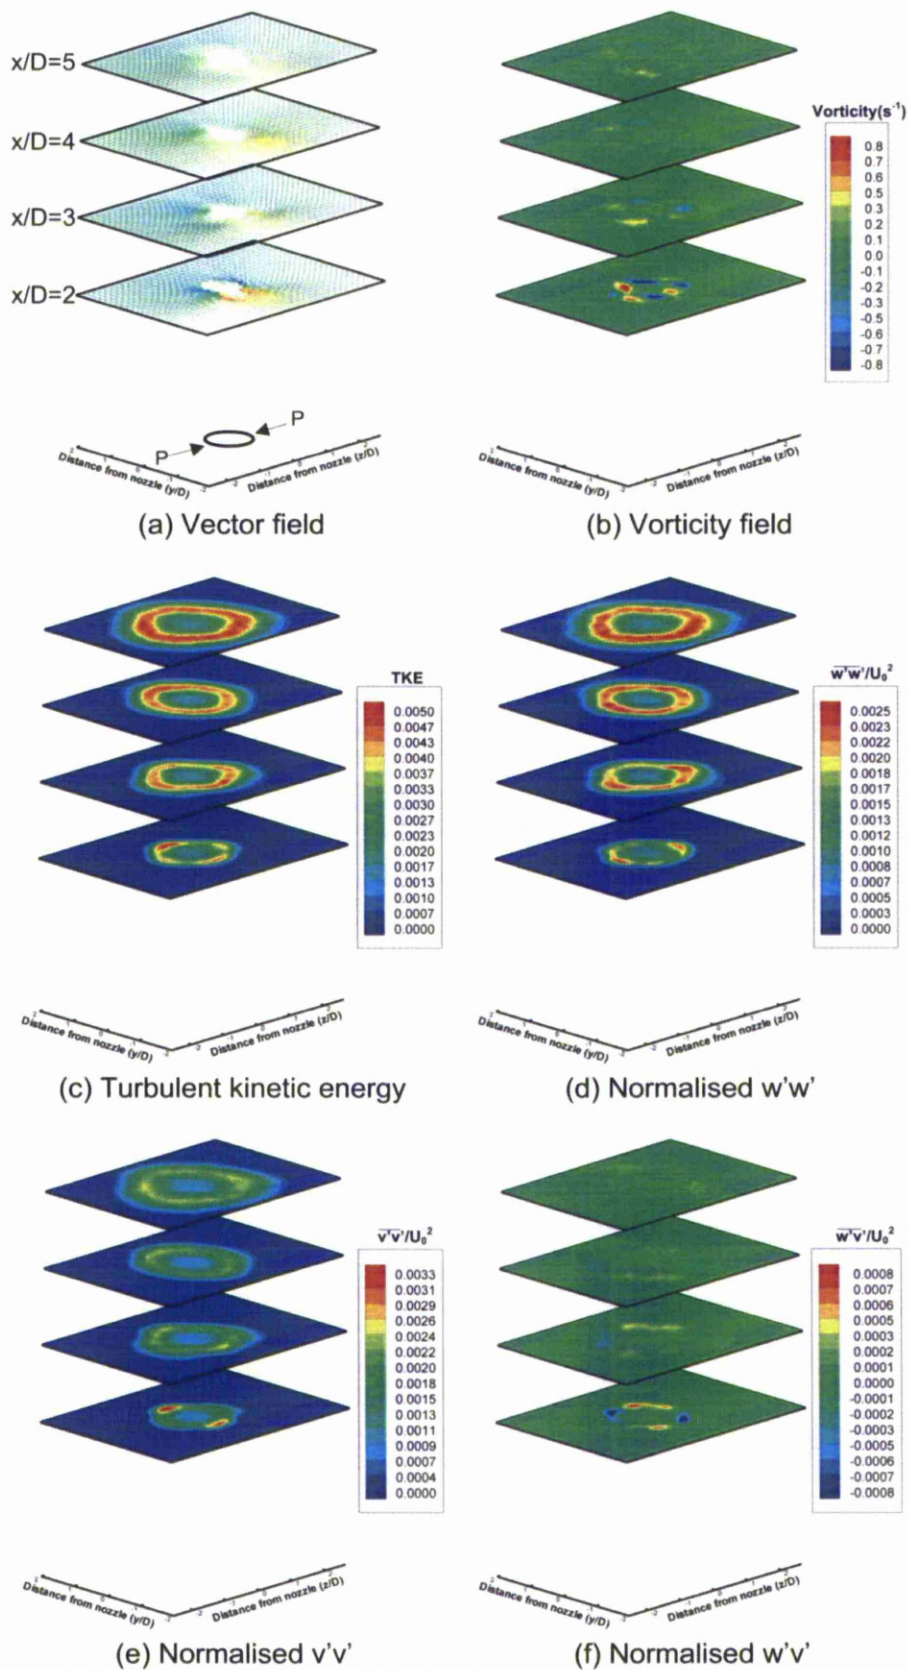 x/D=5
x/D=4
x/D=3
x/D=2
P
P
Distance from nozzle (y/D)
Distance from nozzle (z/D)
(a) Vector field
Vorticity(s⁻¹)
0.8
0.7
0.6
0.5
0.3
0.2
0.1
0.0
-0.1
-0.2
-0.3
-0.5
-0.6
-0.7
-0.8
Distance from nozzle (y/D)
Distance from nozzle (z/D)
(b) Vorticity field
TKE
0.0050
0.0047
0.0043
0.0040
0.0037
0.0033
0.0030
0.0027
0.0023
0.0020
0.0017
0.0013
0.0010
0.0007
0.0000
Distance from nozzle (y/D)
Distance from nozzle (z/D)
(c) Turbulent kinetic energy
w'w'/U₀²
0.0025
0.0023
0.0022
0.0020
0.0018
0.0017
0.0015
0.0013
0.0012
0.0010
0.0008
0.0007
0.0005
0.0003
0.0000
Distance from nozzle (y/D)
Distance from nozzle (z/D)
(d) Normalised w'w'
v'v'/U₀²
0.0033
0.0031
0.0029
0.0026
0.0024
0.0022
0.0020
0.0018
0.0015
0.0013
0.0011
0.0009
0.0007
0.0004
0.0000
Distance from nozzle (y/D)
Distance from nozzle (z/D)
(e) Normalised v'v'
w'v'/U₀²
0.0008
0.0007
0.0006
0.0005
0.0003
0.0002
0.0001
0.0000
-0.0001
-0.0002
-0.0003
-0.0005
-0.0006
-0.0007
-0.0008
Distance from nozzle (y/D)
Distance from nozzle (z/D)
(f) Normalised w'v'